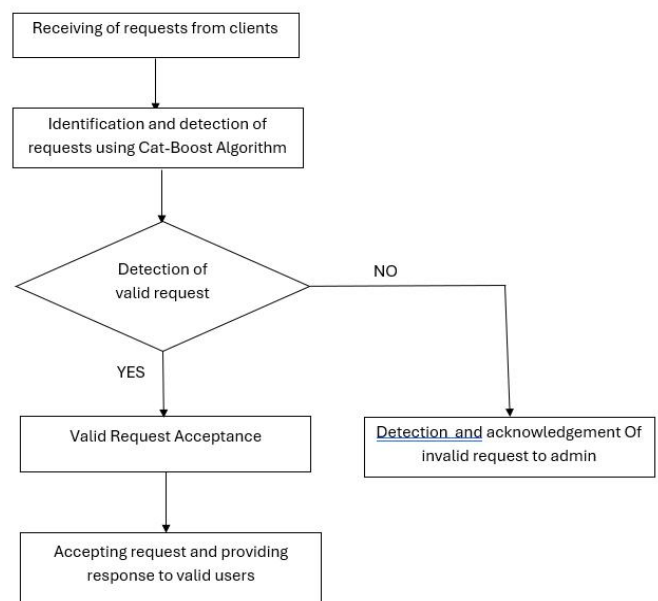 Receiving of requests from clients
Identification and detection of
requests using Cat-Boost Algorithm
Detection of
valid request
NO
YES
Valid Request Acceptance
Detection and acknowledgement Of
invalid request to admin
Accepting request and providing
response to valid users